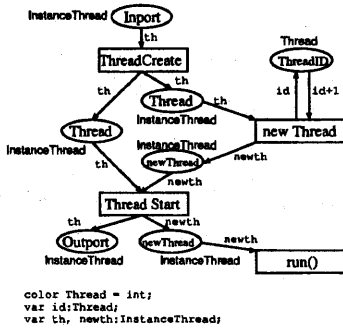 InstanceThread
Inport
th
Thread
ThreadCreate
ThreadID
th
th
Thread
th
id
id+1
InstanceThread
Thread
new Thread
InstanceThread
InstanceThread
newThread
newth
th
newth
Thread Start
th
newth
Outport
newThread
newth
InstanceThread
InstanceThread
run()
color Thread = int;
var id:Thread;
var th, newth:InstanceThread;